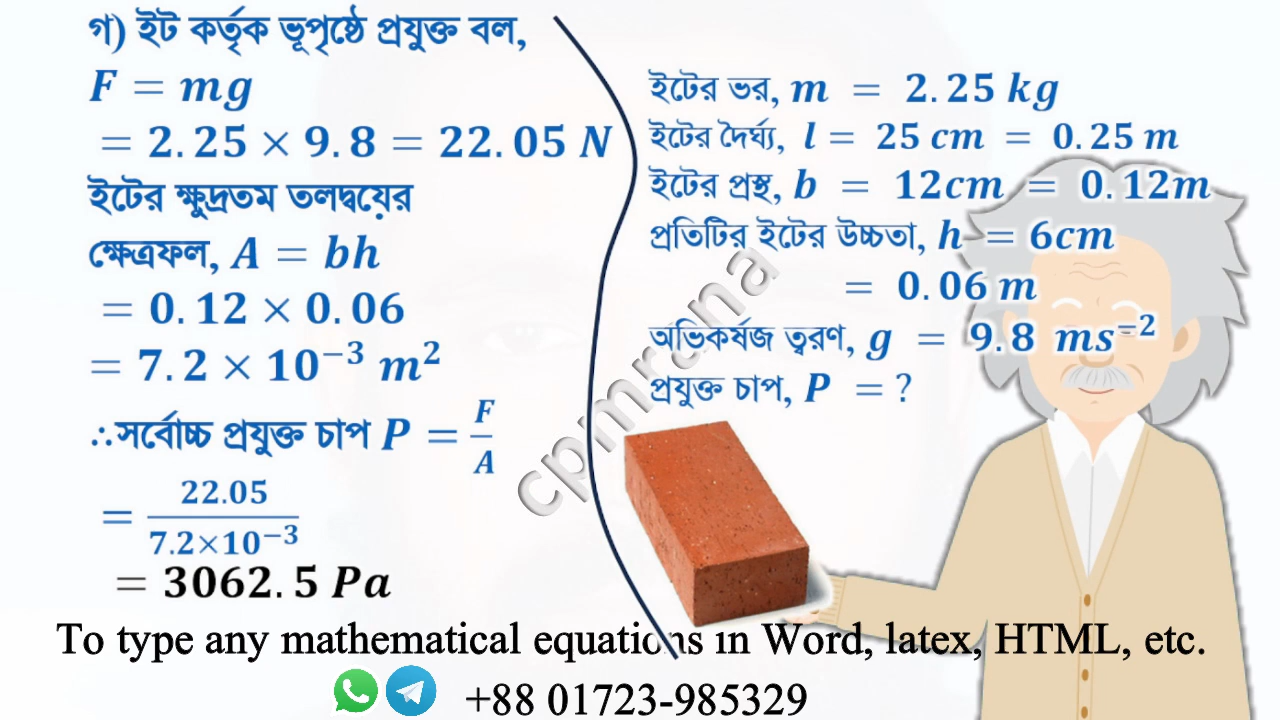 গ) ইট কর্তৃক ভূপৃষ্ঠে প্রযুক্ত বল,
F = mg
= 2.25 × 9.8 = 22.05 N
ইটের ক্ষুদ্রতম তলদ্বয়ের
ক্ষেত্রফল, A = bh
= 0.12 × 0.06
= 7.2 × 10⁻³ m²
∴সর্বোচ্চ প্রযুক্ত চাপ P = F/A
= 22.05/7.2×10⁻³
= 3062.5 Pa
ইটের ভর, m = 2.25 kg
ইটের দৈর্ঘ্য, l = 25 cm = 0.25 m
ইটের প্রস্থ, b = 12cm = 0.12m
প্রতিটির ইটের উচ্চতা, h = 6cm
= 0.06 m
অভিকর্ষজ ত্বরণ, g = 9.8 ms⁻²
প্রযুক্ত চাপ, P = ?
cpmrana
To type any mathematical equations in Word, latex, HTML, etc.
+88 01723-985329